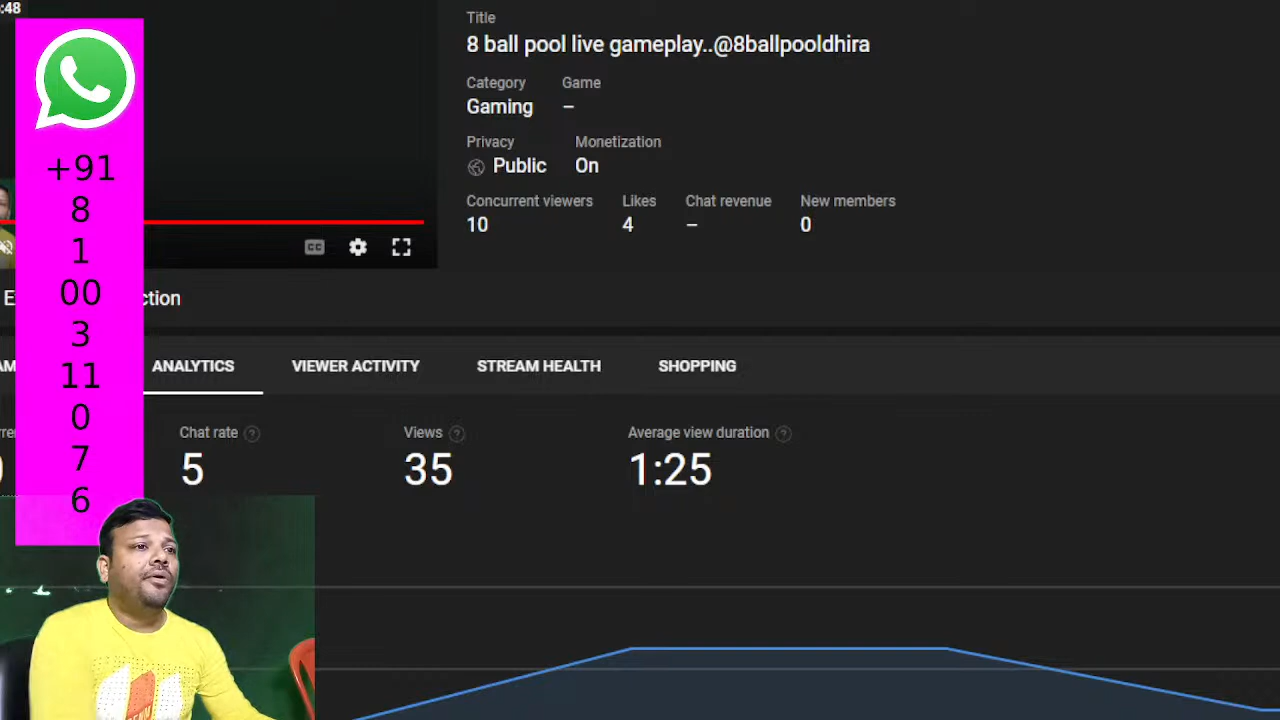 :48
Title
8 ball pool live gameplay..@8ballpooldhira
Category Game
Gaming –
Privacy Monetization
Public On
Concurrent viewers Likes Chat revenue New members
10 4 – 0
CC
+91
8
1
00
3
11
0
7
6
ANALYTICS VIEWER ACTIVITY STREAM HEALTH SHOPPING
Chat rate Views Average view duration
5 35 1:25